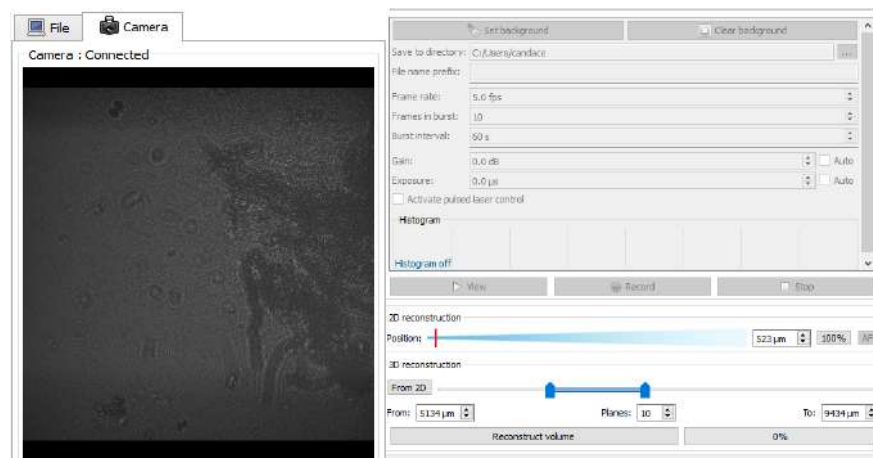 File Camera
Camera : Connected
Set background Clear background
Save to directory: C:/Users/candace ...
File name prefix:
Frame rate: 5.0 fps
Frames in burst: 10
Burst interval: 60 s
Gain: 0.0 dB Auto
Exposure: 0.0 µs Auto
Activate pulsed laser control
Histogram
Histogram off
View Record Stop
2D reconstruction
Position: 523 µm 100% AF
3D reconstruction
From 2D
From: 5134 µm Planes: 10 To: 9434 µm
Reconstruct volume 0%